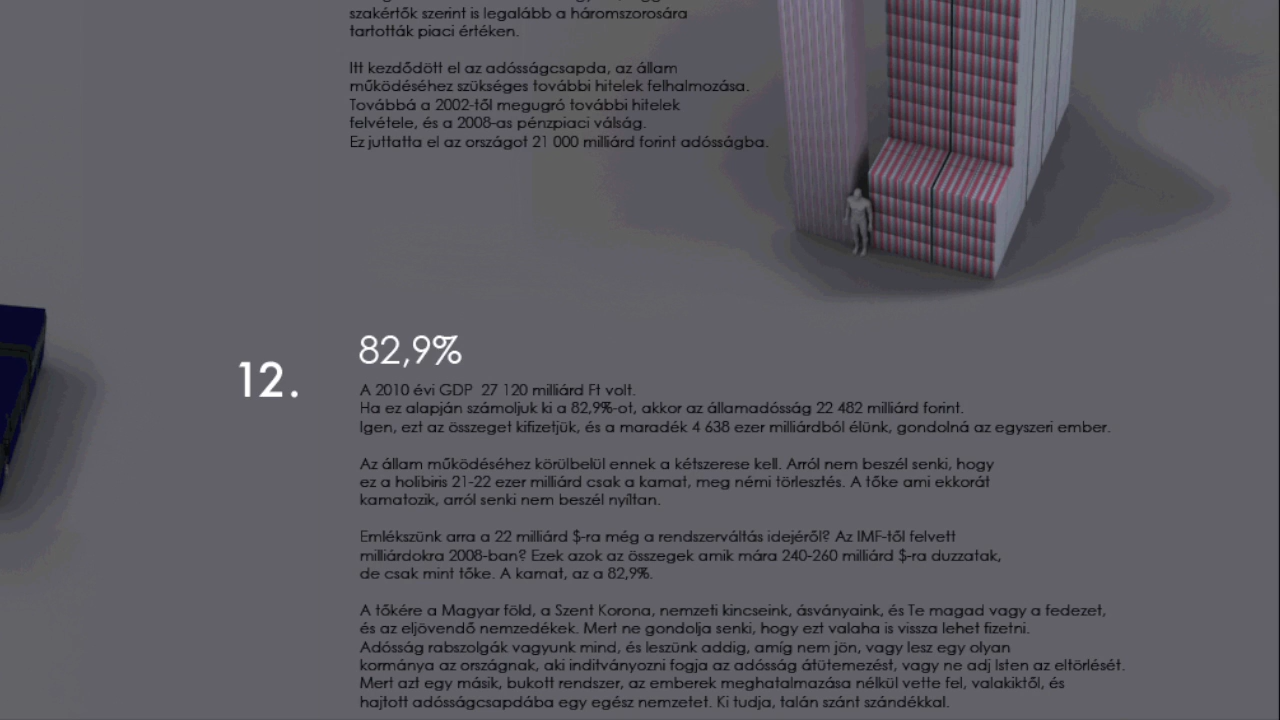 szakértők szerint is legalább a háromszorosára
tartották piaci értéken.
Itt kezdődött el az adósságcsapda, az állam
működéséhez szükséges további hitelek felhalmozása.
Továbbá a 2002-től megugró további hitelek
felvétele, és a 2008-as pénzpiaci válság.
Ez juttatta el az országot 21 000 milliárd forint adósságba.
12.
82,9%
A 2010 évi GDP 27 120 milliárd Ft volt.
Ha ez alapján számoljuk ki a 82,9%-ot, akkor az államadósság 22 482 milliárd forint.
Igen, ezt az összeget kifizetjük, és a maradék 4 638 ezer milliárdból élünk, gondolná az egyszeri ember.
Az állam működéséhez körülbelül ennek a kétszerese kell. Arról nem beszél senki, hogy
ez a holibiris 21-22 ezer milliárd csak a kamat, meg némi törlesztés. A tőke ami ekkorát
kamatozik, arról senki nem beszél nyíltan.
Emlékszünk arra a 22 milliárd $-ra még a rendszerváltás idejéről? Az IMF-től felvett
milliárdokra 2008-ban? Ezek azok az összegek amik mára 240-260 milliárd $-ra duzzatak,
de csak mint tőke. A kamat, az a 82,9%.
A tőkére a Magyar föld, a Szent Korona, nemzeti kincseink, ásványaink, és Te magad vagy a fedezet,
és az eljövendő nemzedékek. Mert ne gondolja senki, hogy ezt valaha is vissza lehet fizetni.
Adósság rabszolgák vagyunk mind, és leszünk addig, amíg nem jön, vagy lesz egy olyan
kormánya az országnak, aki indítványozni fogja az adósság átütemezést, vagy ne adj Isten az eltörlését.
Mert azt egy másik, bukott rendszer, az emberek meghatalmazása nélkül vette fel, valakiktől, és
hajtott adósságcsapdába egy egész nemzetet. Ki tudja, talán szánt szándékkal.